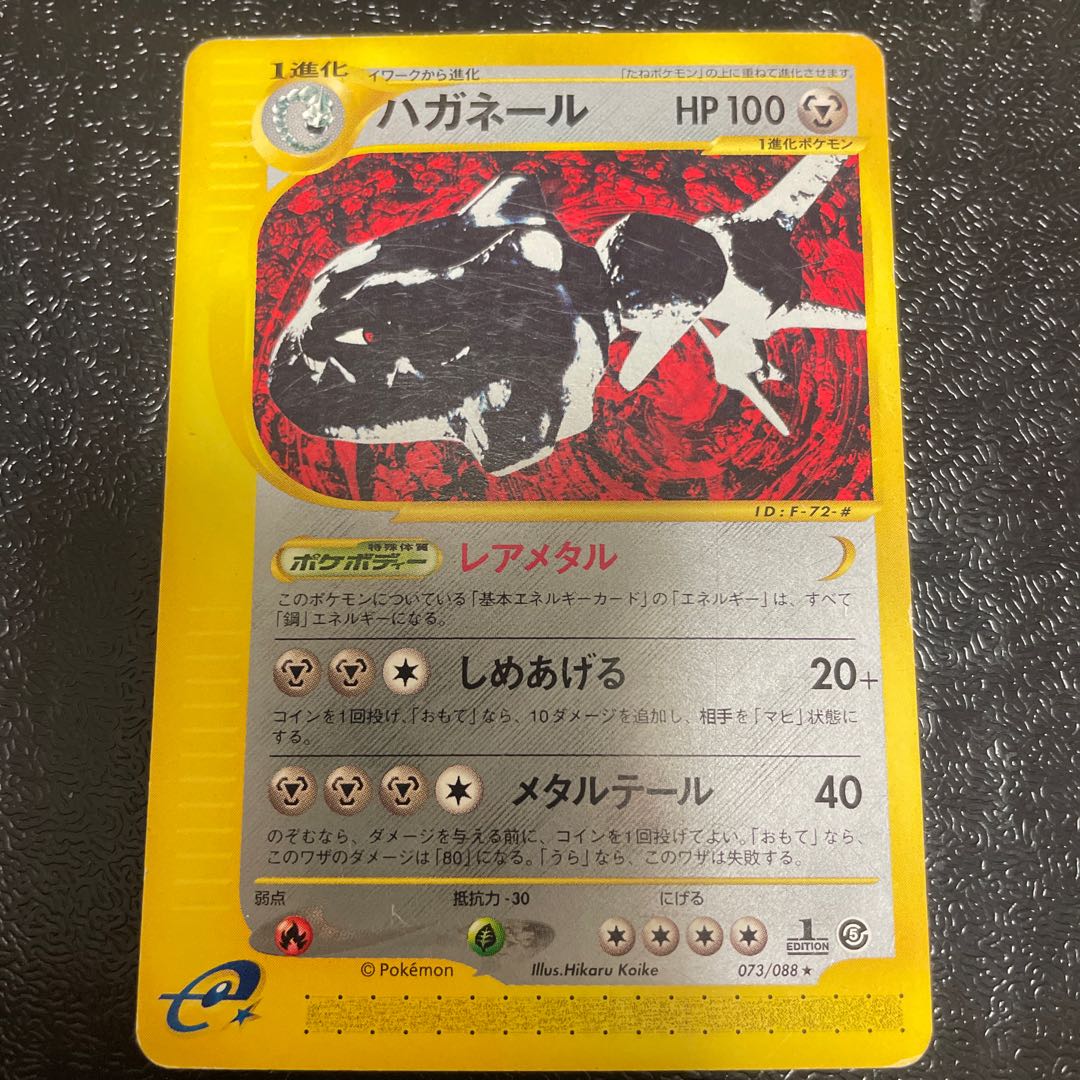 1進化 イワークから進化 「たねポケモン」の上に重ねて進化させます。
ハガネール HP 100
1進化ポケモン
ID:F-72-#
特殊体質
ポケボディー レアメタル
このポケモンについている「基本エネルギーカード」の「エネルギー」は、すべて
「鋼」エネルギーになる。
しめあげる 20+
コインを1回投げ、「おもて」なら、10ダメージを追加し、相手を「マヒ」状態に
する。
メタルテール 40
のぞむなら、ダメージを与える前に、コインを1回投げてよい。「おもて」なら、
このワザのダメージは「80」になる。「うら」なら、このワザは失敗する。
弱点 抵抗力 -30 にげる
1
EDITION
5
© Pokémon Illus.Hikaru Koike 073/088 ★
e